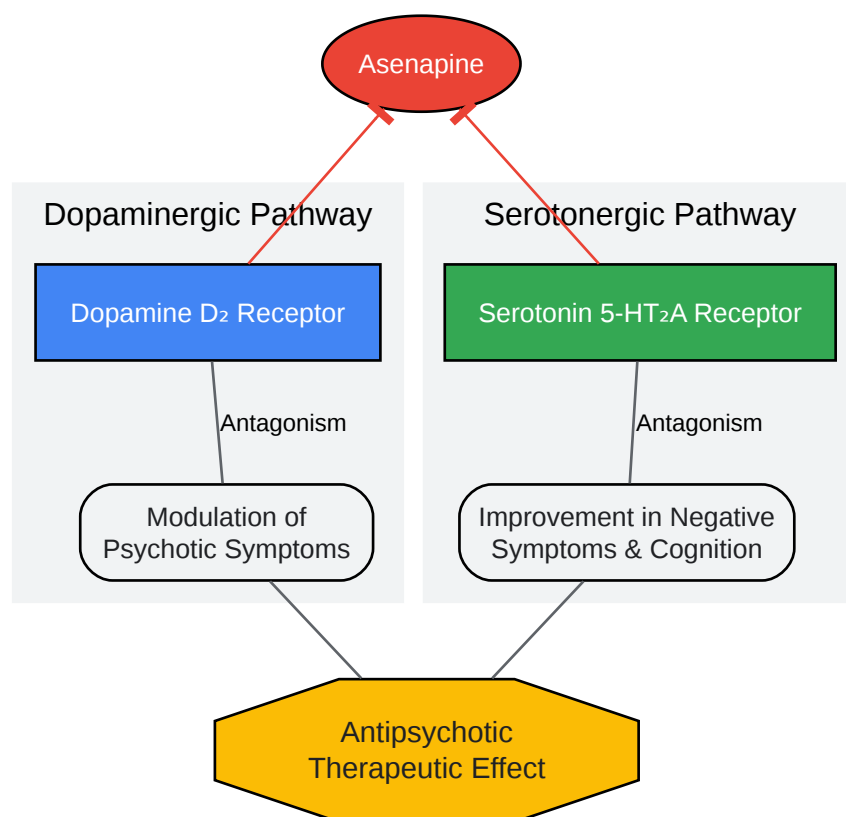 Asenapine
Dopaminergic Pathway
Serotonergic Pathway
Dopamine D₂ Receptor
Serotonin 5-HT₂A Receptor
Antagonism
Antagonism
Modulation of
Psychotic Symptoms
Improvement in Negative
Symptoms & Cognition
Antipsychotic
Therapeutic Effect